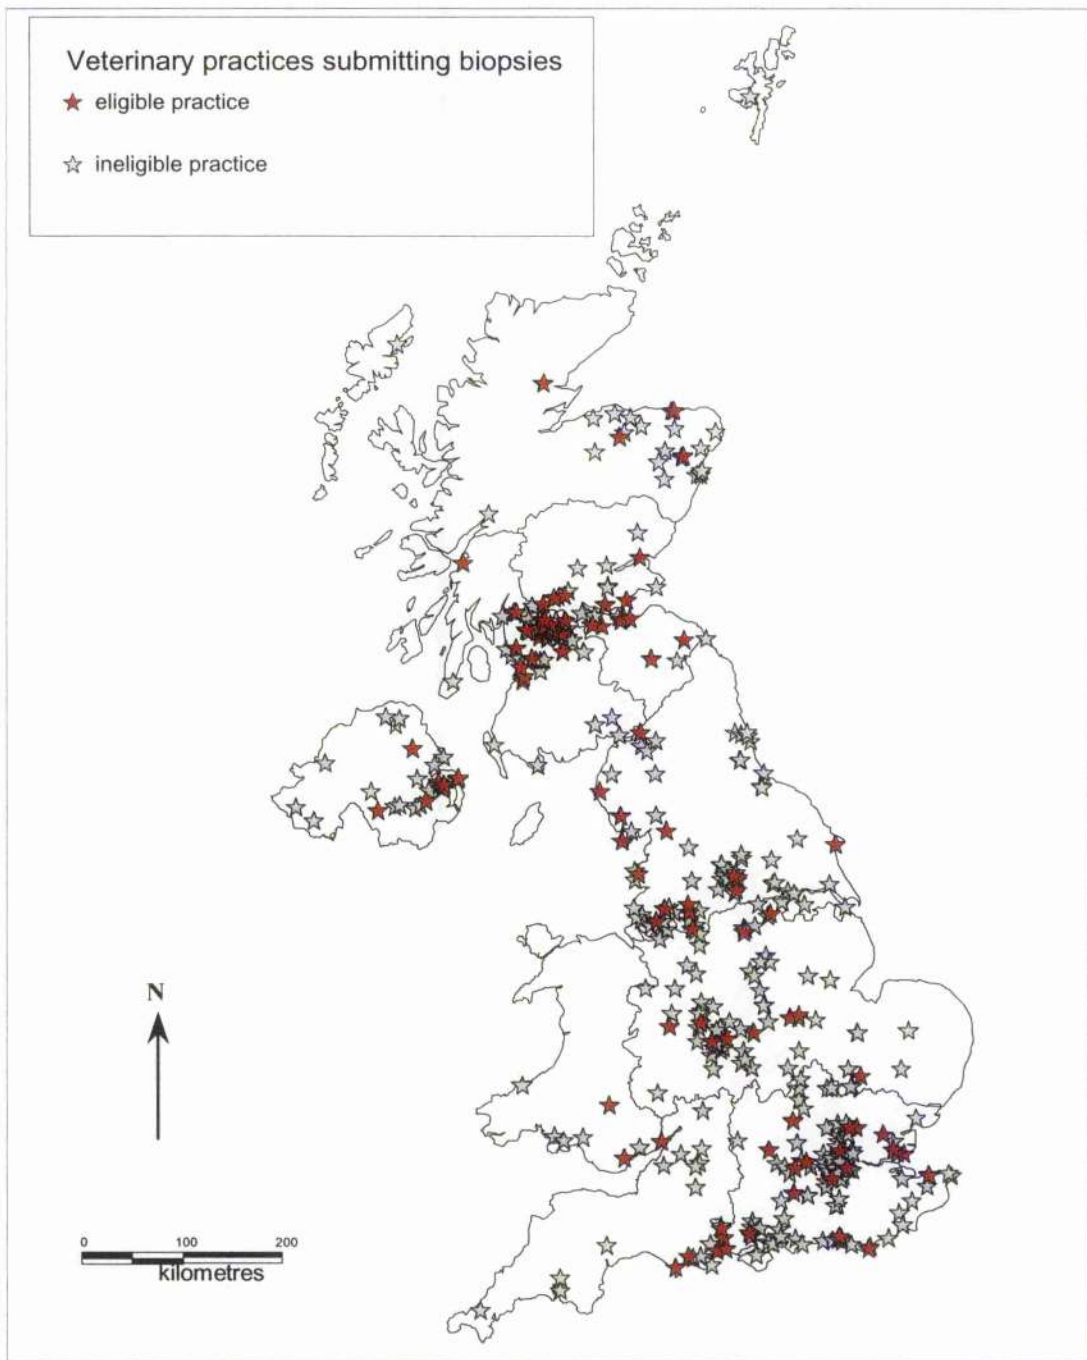 Veterinary practices submitting biopsies
eligible practice
ineligible practice
N
0 100 200
kilometres